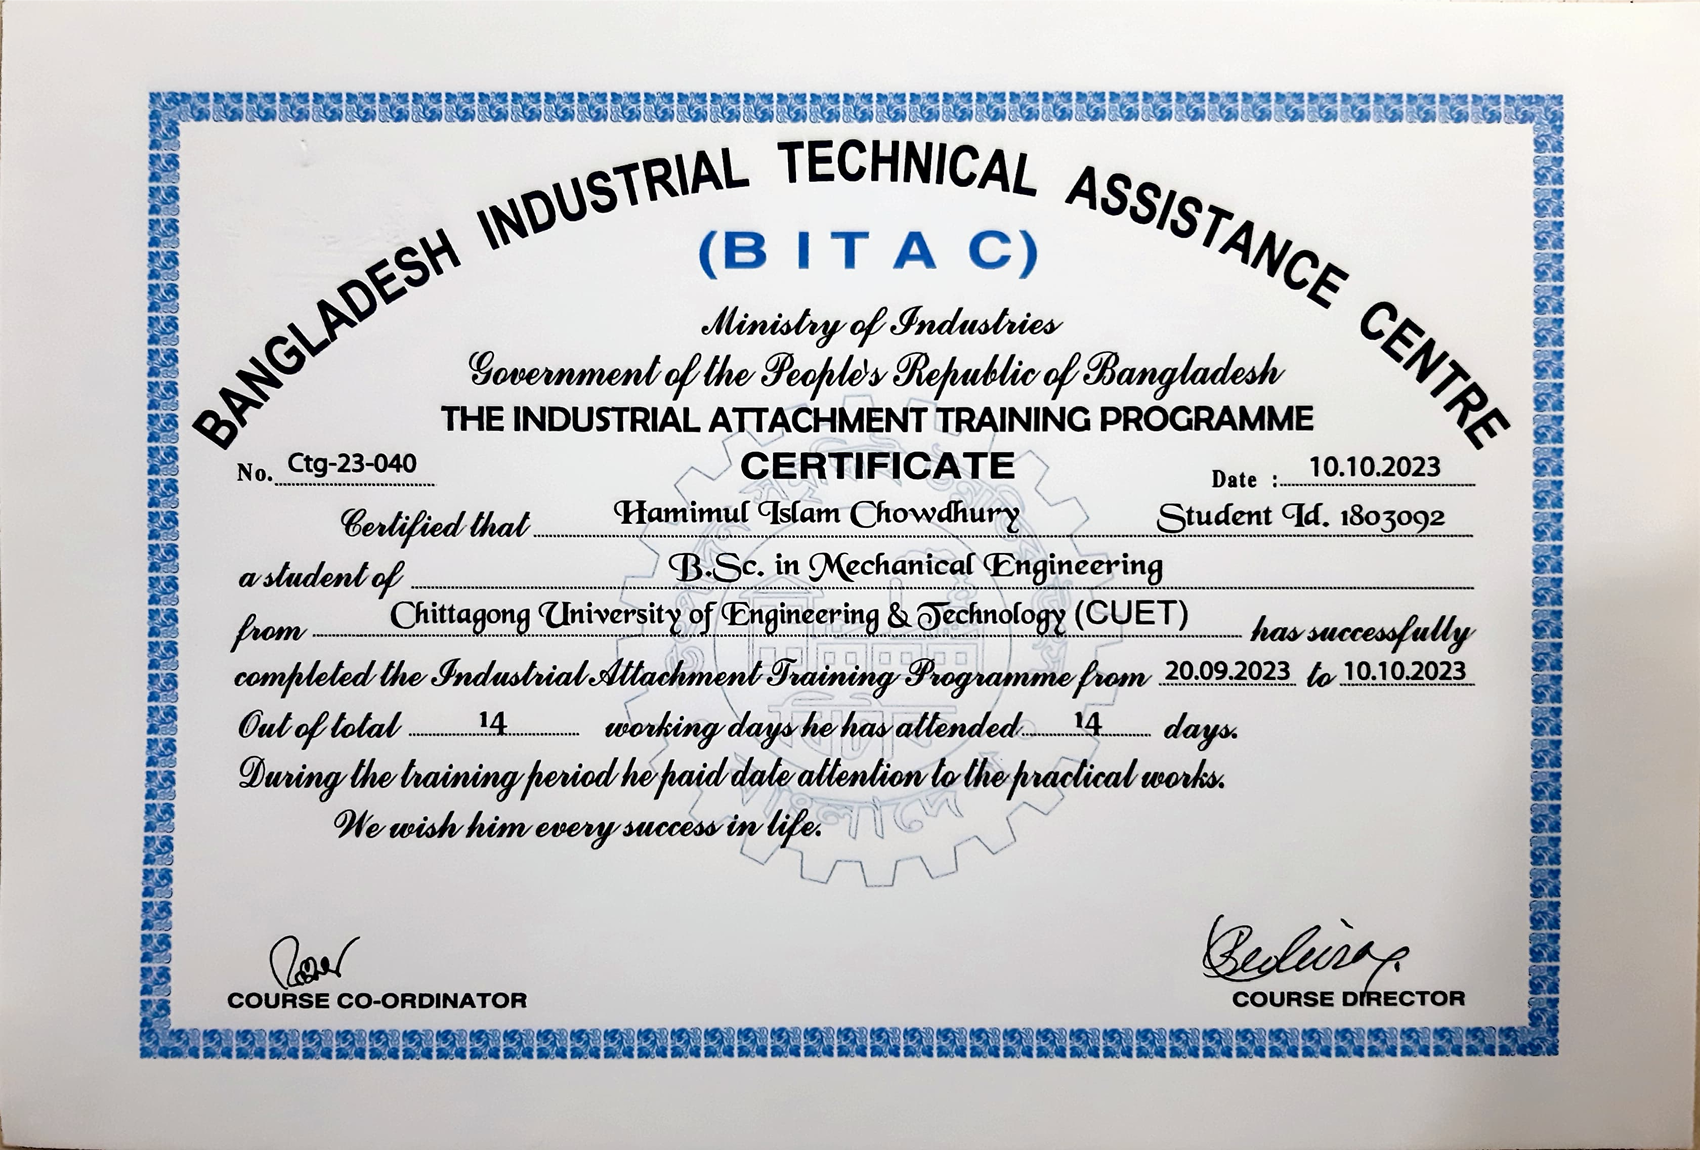 BANGLADESH INDUSTRIAL TECHNICAL ASSISTANCE CENTRE
(BITAC)
Ministry of Industries
Government of the People's Republic of Bangladesh
THE INDUSTRIAL ATTACHMENT TRAINING PROGRAMME
No. Ctg-23-040 CERTIFICATE Date : 10.10.2023
Certified that Hamimul Islam Chowdhury Student Id. 1803092
a student of B.Sc. in Mechanical Engineering
from Chittagong University of Engineering & Technology (CUET) has successfully
completed the Industrial Attachment Training Programme from 20.09.2023 to 10.10.2023
Out of total 14 working days he has attended 14 days.
During the training period he paid date attention to the practical works.
We wish him every success in life.
COURSE CO-ORDINATOR COURSE DIRECTOR